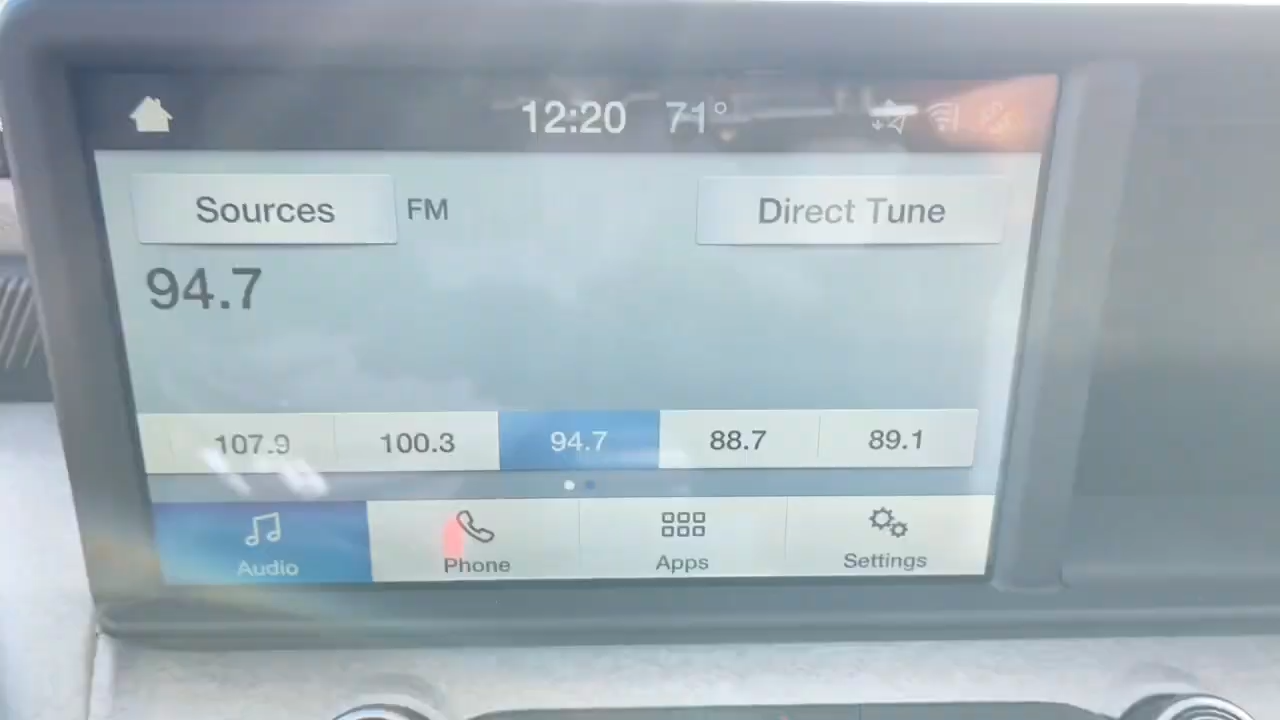 12:20 71°
Sources FM Direct Tune
94.7
107.9 100.3 94.7 88.7 89.1
Audio Phone Apps Settings